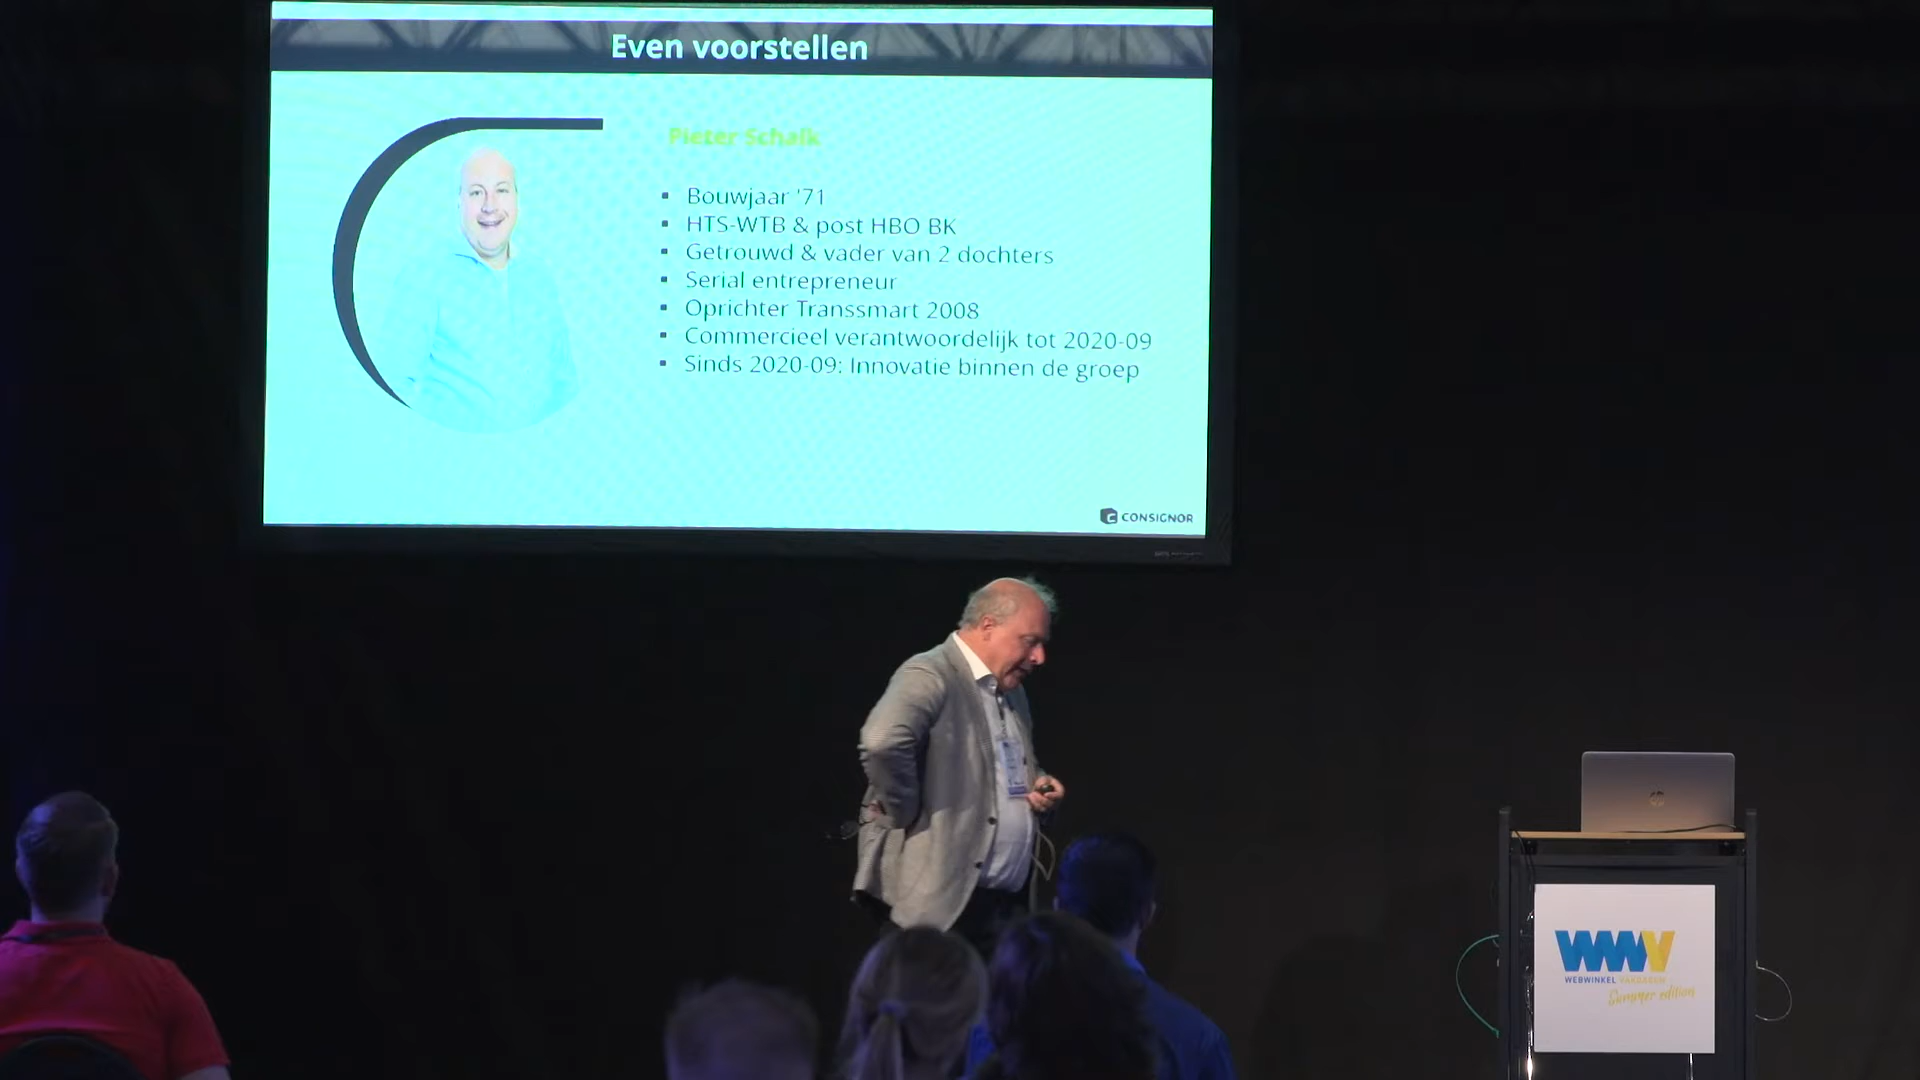 Even voorstellen
Pieter Schalk
Bouwjaar '71
HTS-WTB & post HBO BK
Getrouwd & vader van 2 dochters
Serial entrepreneur
Oprichter Transsmart 2008
Commercieel verantwoordelijk tot 2020-09
Sinds 2020-09: Innovatie binnen de groep
CONSIGNOR
hp
WWV
WEBWINKEL VAKDAGEN
Summer edition